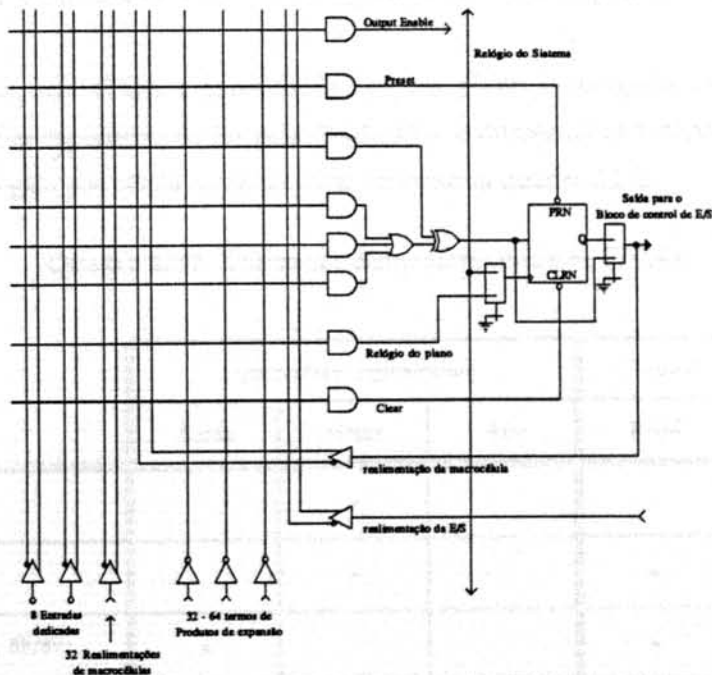 Output Enable
Relógio do Sistema
Preset
Saída para o
Bloco de control de E/S
PRN
Q
CLRN
Relógio do plano
Clear
realimentação da macrocélula
realimentação da E/S
8 Entradas
dedicadas
32 - 64 termos de
Produtos de expansão
32 Realimentações
de macrocélulas